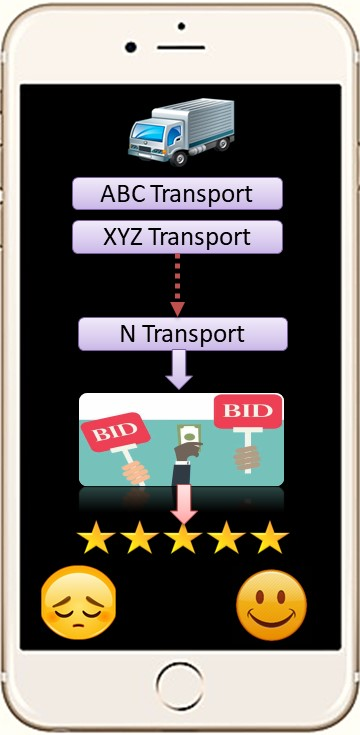 ABC Transport
XYZ Transport
N Transport
BID
BID